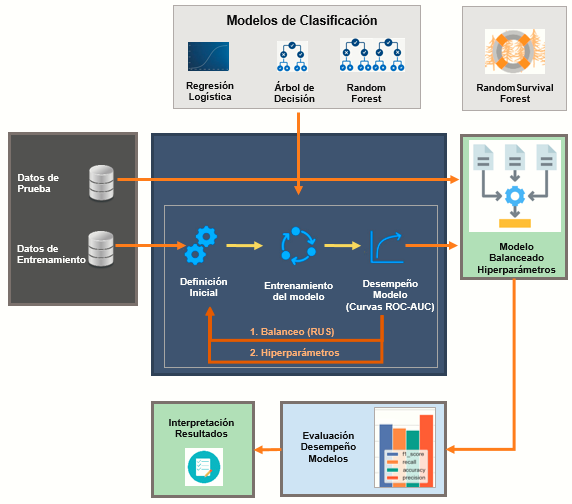 Modelos de Clasificación
Regresión
Logística
Árbol de
Decisión
Random
Forest
RandomSurvival
Forest
Datos de
Prueba
Datos de
Entrenamiento
Definición
Inicial
Entrenamiento
del modelo
Desempeño
Modelo
(Curvas ROC-AUC)
1. Balanceo (RUS)
2. Hiperparámetros
Modelo
Balanceado
Hiperparámetros
Interpretación
Resultados
Evaluación
Desempeño
Modelos
f1_score
recall
accuracy
precision